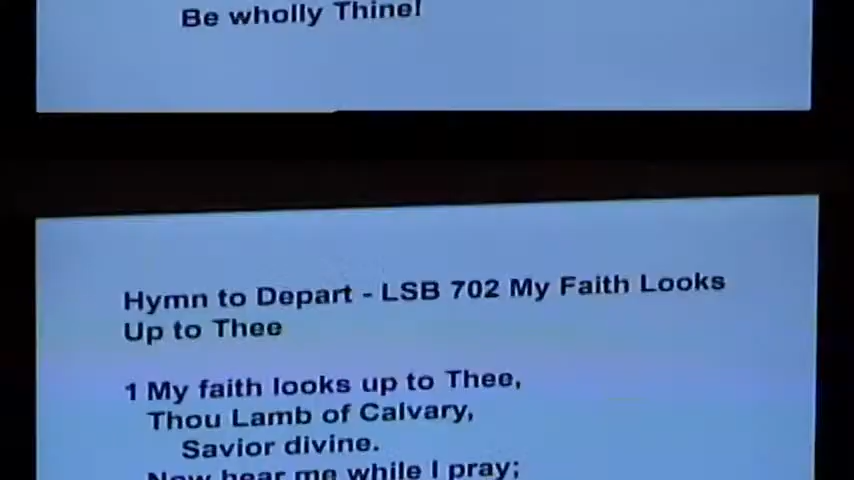 Be wholly Thine!
Hymn to Depart - LSB 702 My Faith Looks
Up to Thee
1 My faith looks up to Thee,
Thou Lamb of Calvary,
Savior divine.
Now hear me while I pray;